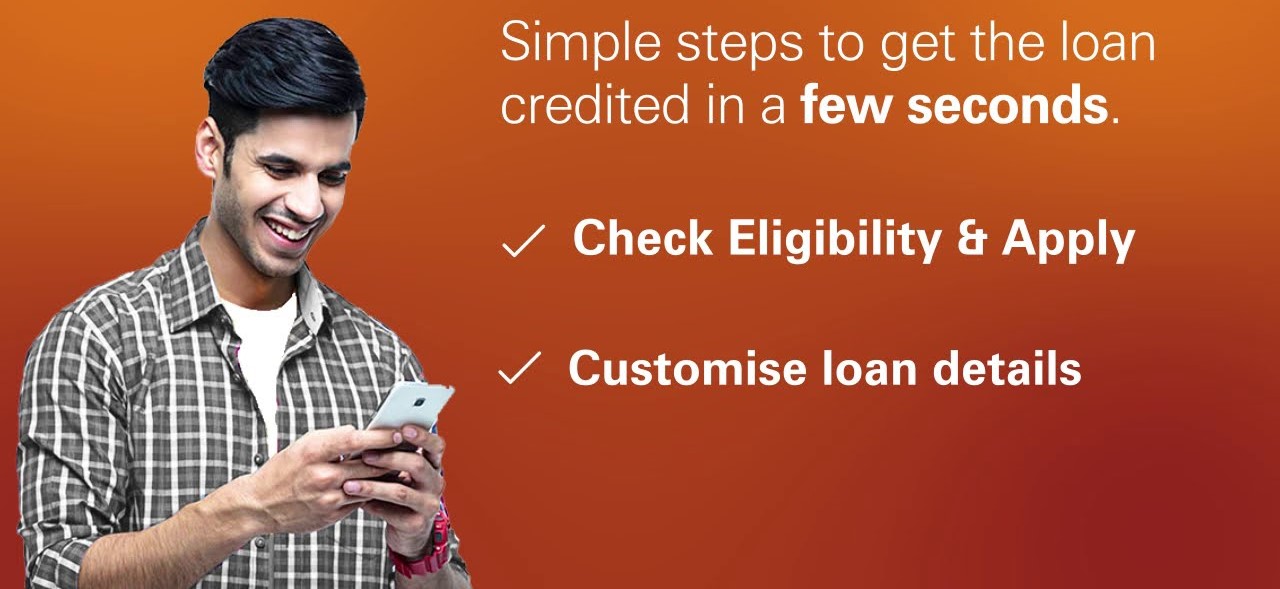 Simple steps to get the loan
credited in a few seconds.
Check Eligibility & Apply
Customise loan details